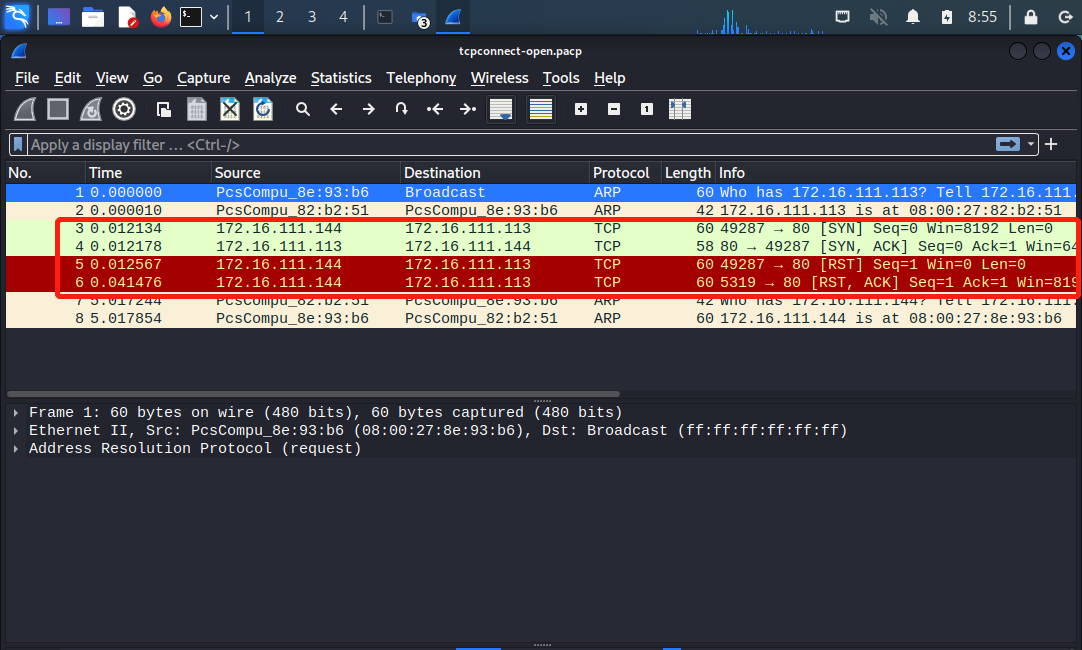 1 2 3 4 3 8:55
tcpconnect-open.pacp
File Edit View Go Capture Analyze Statistics Telephony Wireless Tools Help
Apply a display filter … <Ctrl-/>
No. Time Source Destination Protocol Length Info
1 0.000000 PcsCompu_8e:93:b6 Broadcast ARP 60 Who has 172.16.111.113? Tell 172.16.111.
2 0.000010 PcsCompu_82:b2:51 PcsCompu_8e:93:b6 ARP 42 172.16.111.113 is at 08:00:27:82:b2:51
3 0.012134 172.16.111.144 172.16.111.113 TCP 60 49287 → 80 [SYN] Seq=0 Win=8192 Len=0
4 0.012178 172.16.111.113 172.16.111.144 TCP 58 80 → 49287 [SYN, ACK] Seq=0 Ack=1 Win=64
5 0.012567 172.16.111.144 172.16.111.113 TCP 60 49287 → 80 [RST] Seq=1 Win=0 Len=0
6 0.041476 172.16.111.144 172.16.111.113 TCP 60 5319 → 80 [RST, ACK] Seq=1 Ack=1 Win=819
7 5.017244 PcsCompu_82:b2:51 PcsCompu_8e:93:b6 ARP 42 Who has 172.16.111.144? Tell 172.16.111.
8 5.017854 PcsCompu_8e:93:b6 PcsCompu_82:b2:51 ARP 60 172.16.111.144 is at 08:00:27:8e:93:b6
Frame 1: 60 bytes on wire (480 bits), 60 bytes captured (480 bits)
Ethernet II, Src: PcsCompu_8e:93:b6 (08:00:27:8e:93:b6), Dst: Broadcast (ff:ff:ff:ff:ff:ff)
Address Resolution Protocol (request)